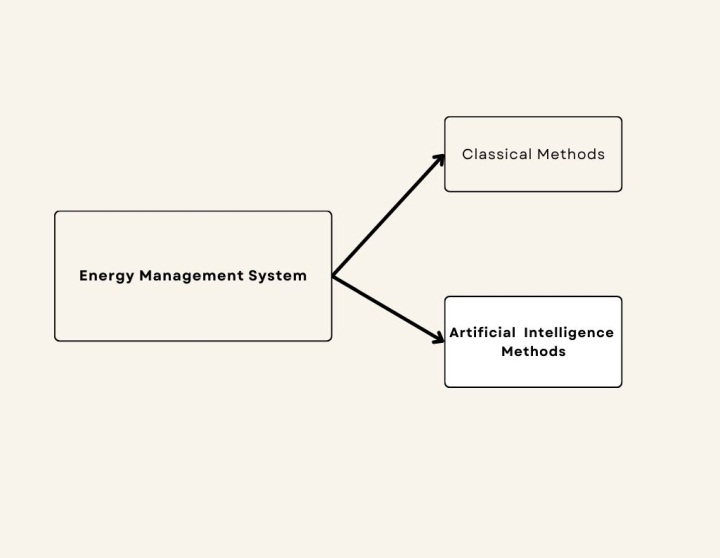 Classical Methods
Energy Management System
Artificial  Intelligence
Methods